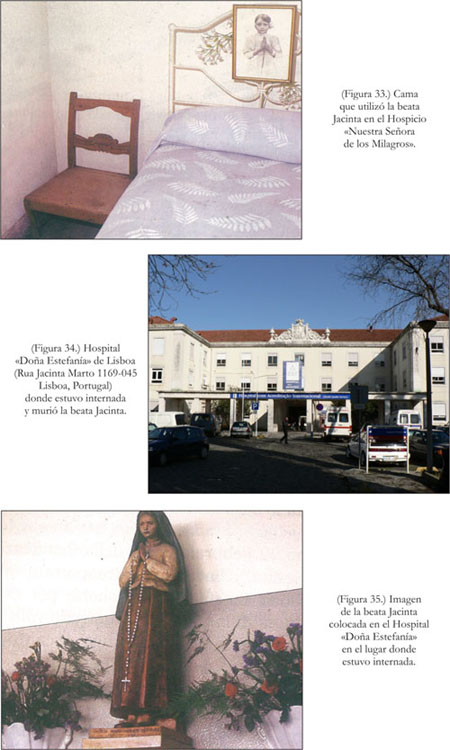 (Figura 33.) Cama
que utilizó la beata
Jacinta en el Hospicio
«Nuestra Señora
de los Milagros».
(Figura 34.) Hospital
«Doña Estefanía» de Lisboa
(Rua Jacinta Marto 1169-045
Lisboa, Portugal)
donde estuvo internada
y murió la beata Jacinta.
(Figura 35.) Imagen
de la beata Jacinta
colocada en el Hospital
«Doña Estefanía»
en el lugar donde
estuvo internada.